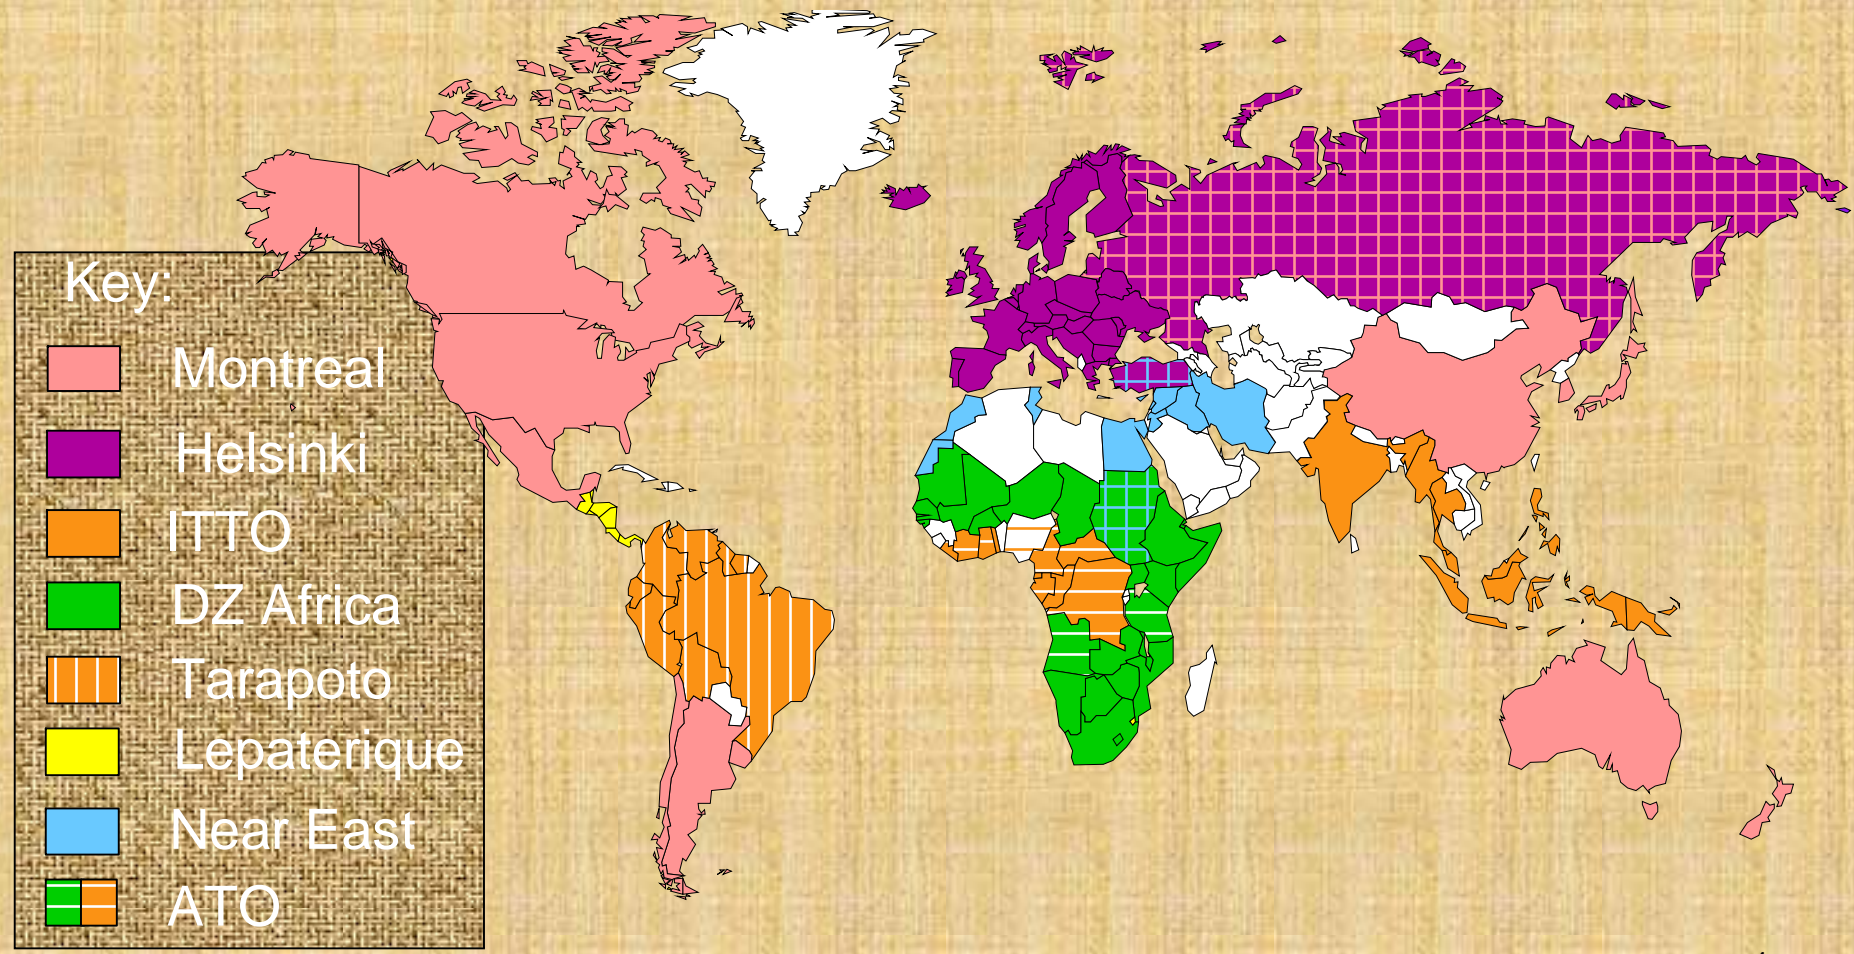 Key:
Montreal
Helsinki
ITTO
DZ Africa
Tarapoto
Lepaterique
Near East
ATO